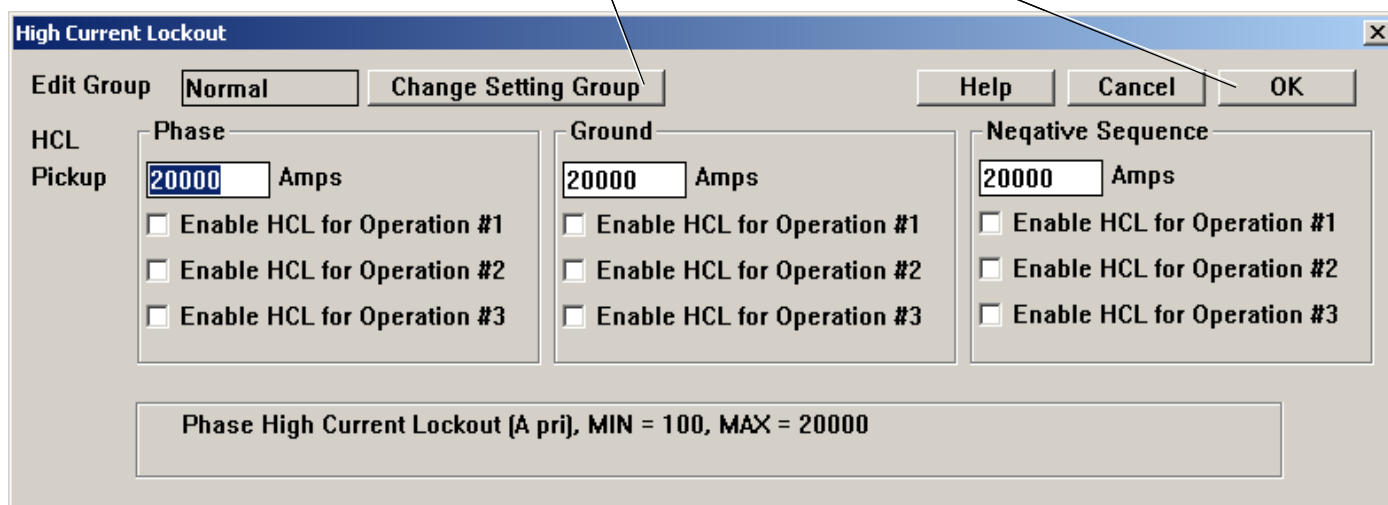 High Current Lockout
Edit Group Normal Change Setting Group Help Cancel OK
HCL Pickup
Phase
20000 Amps
Enable HCL for Operation #1
Enable HCL for Operation #2
Enable HCL for Operation #3
Ground
20000 Amps
Enable HCL for Operation #1
Enable HCL for Operation #2
Enable HCL for Operation #3
Neqative Sequence
20000 Amps
Enable HCL for Operation #1
Enable HCL for Operation #2
Enable HCL for Operation #3
Phase High Current Lockout (A pri), MIN = 100, MAX = 20000